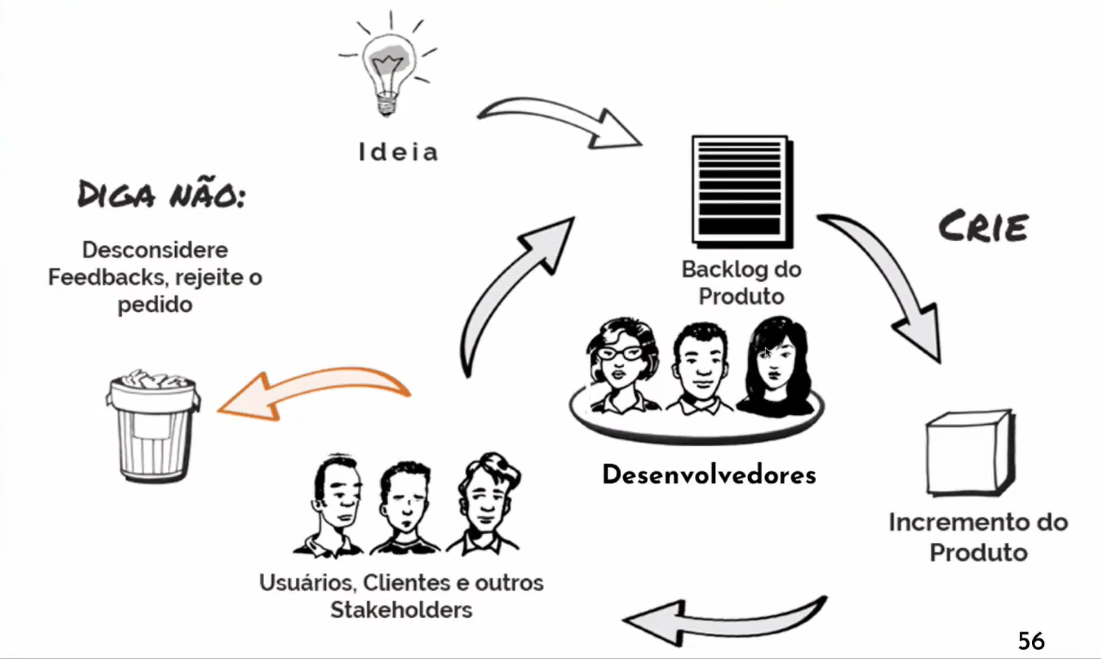 Ideia
DIGA NÃO:
Desconsidere
Feedbacks, rejeite o
pedido
Backlog do
Produto
CRIE
Desenvolvedores
Incremento do
Produto
Usuários, Clientes e outros
Stakeholders
56